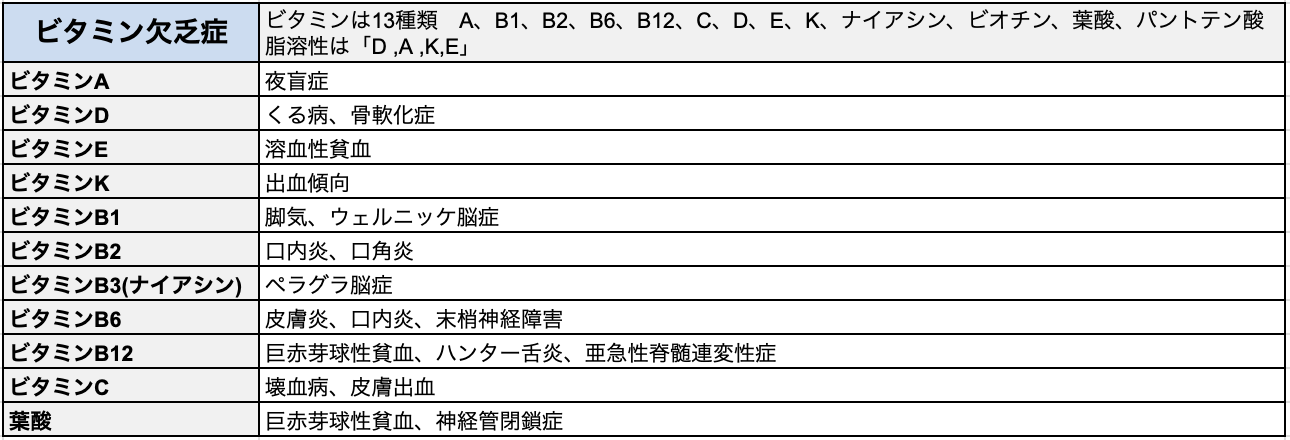 ビタミン欠乏症
ビタミンは13種類　A、B1、B2、B6、B12、C、D、E、K、ナイアシン、ビオチン、葉酸、パントテン酸
脂溶性は「D ,A ,K,E」
ビタミンA 夜盲症
ビタミンD くる病、骨軟化症
ビタミンE 溶血性貧血
ビタミンK 出血傾向
ビタミンB1 脚気、ウェルニッケ脳症
ビタミンB2 口内炎、口角炎
ビタミンB3(ナイアシン) ペラグラ脳症
ビタミンB6 皮膚炎、口内炎、末梢神経障害
ビタミンB12 巨赤芽球性貧血、ハンター舌炎、亜急性脊髄連変性症
ビタミンC 壊血病、皮膚出血
葉酸 巨赤芽球性貧血、神経管閉鎖症